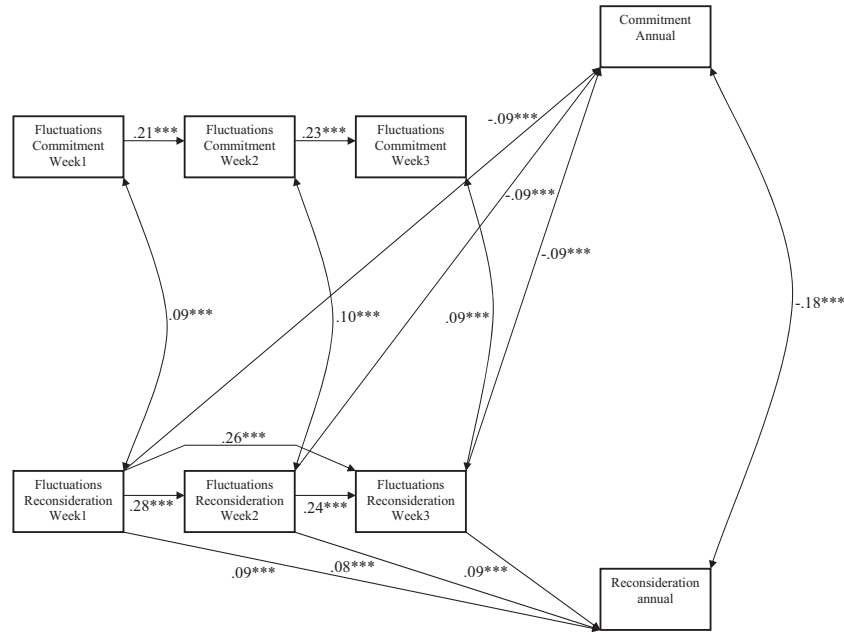 Commitment
Annual
-.09***
Fluctuations
Commitment
Week1
.21***
Fluctuations
Commitment
Week2
.23***
Fluctuations
Commitment
Week3
-.09***
-.09***
-.18***
.09***
.10***
.09***
.26***
Fluctuations
Reconsideration
Week1
.28***
Fluctuations
Reconsideration
Week2
.24***
Fluctuations
Reconsideration
Week3
.09***
.08***
.09***
Reconsideration
annual